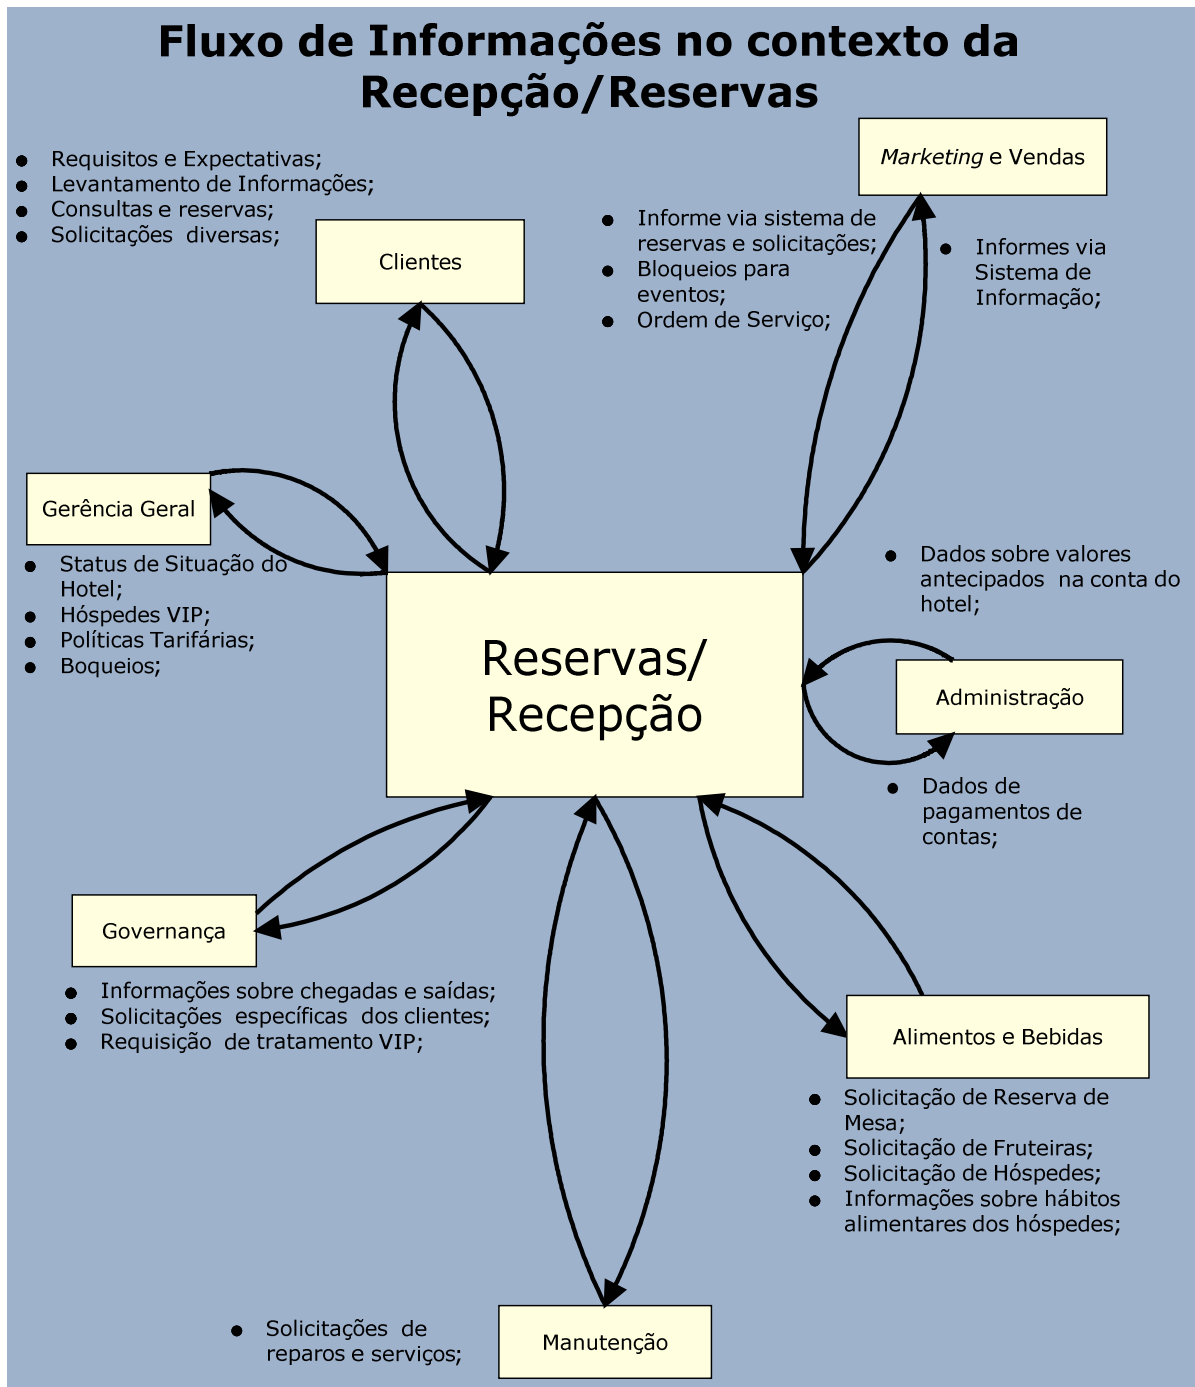 Fluxo de Informações no contexto da
Recepção/Reservas
● Requisitos e Expectativas;
● Levantamento de Informações;
● Consultas e reservas;
● Solicitações diversas;
Clientes
Marketing e Vendas
● Informe via sistema de
reservas e solicitações;
● Bloqueios para
eventos;
● Ordem de Serviço;
● Informes via
Sistema de
Informação;
Gerência Geral
● Status de Situação do
Hotel;
● Hóspedes VIP;
● Políticas Tarifárias;
● Boqueios;
Reservas/
Recepção
● Dados sobre valores
antecipados na conta do
hotel;
Administração
● Dados de
pagamentos de
contas;
Governança
● Informações sobre chegadas e saídas;
● Solicitações específicas dos clientes;
● Requisição de tratamento VIP;
Alimentos e Bebidas
● Solicitação de Reserva de
Mesa;
● Solicitação de Fruteiras;
● Solicitação de Hóspedes;
● Informações sobre hábitos
alimentares dos hóspedes;
● Solicitações de
reparos e serviços;
Manutenção